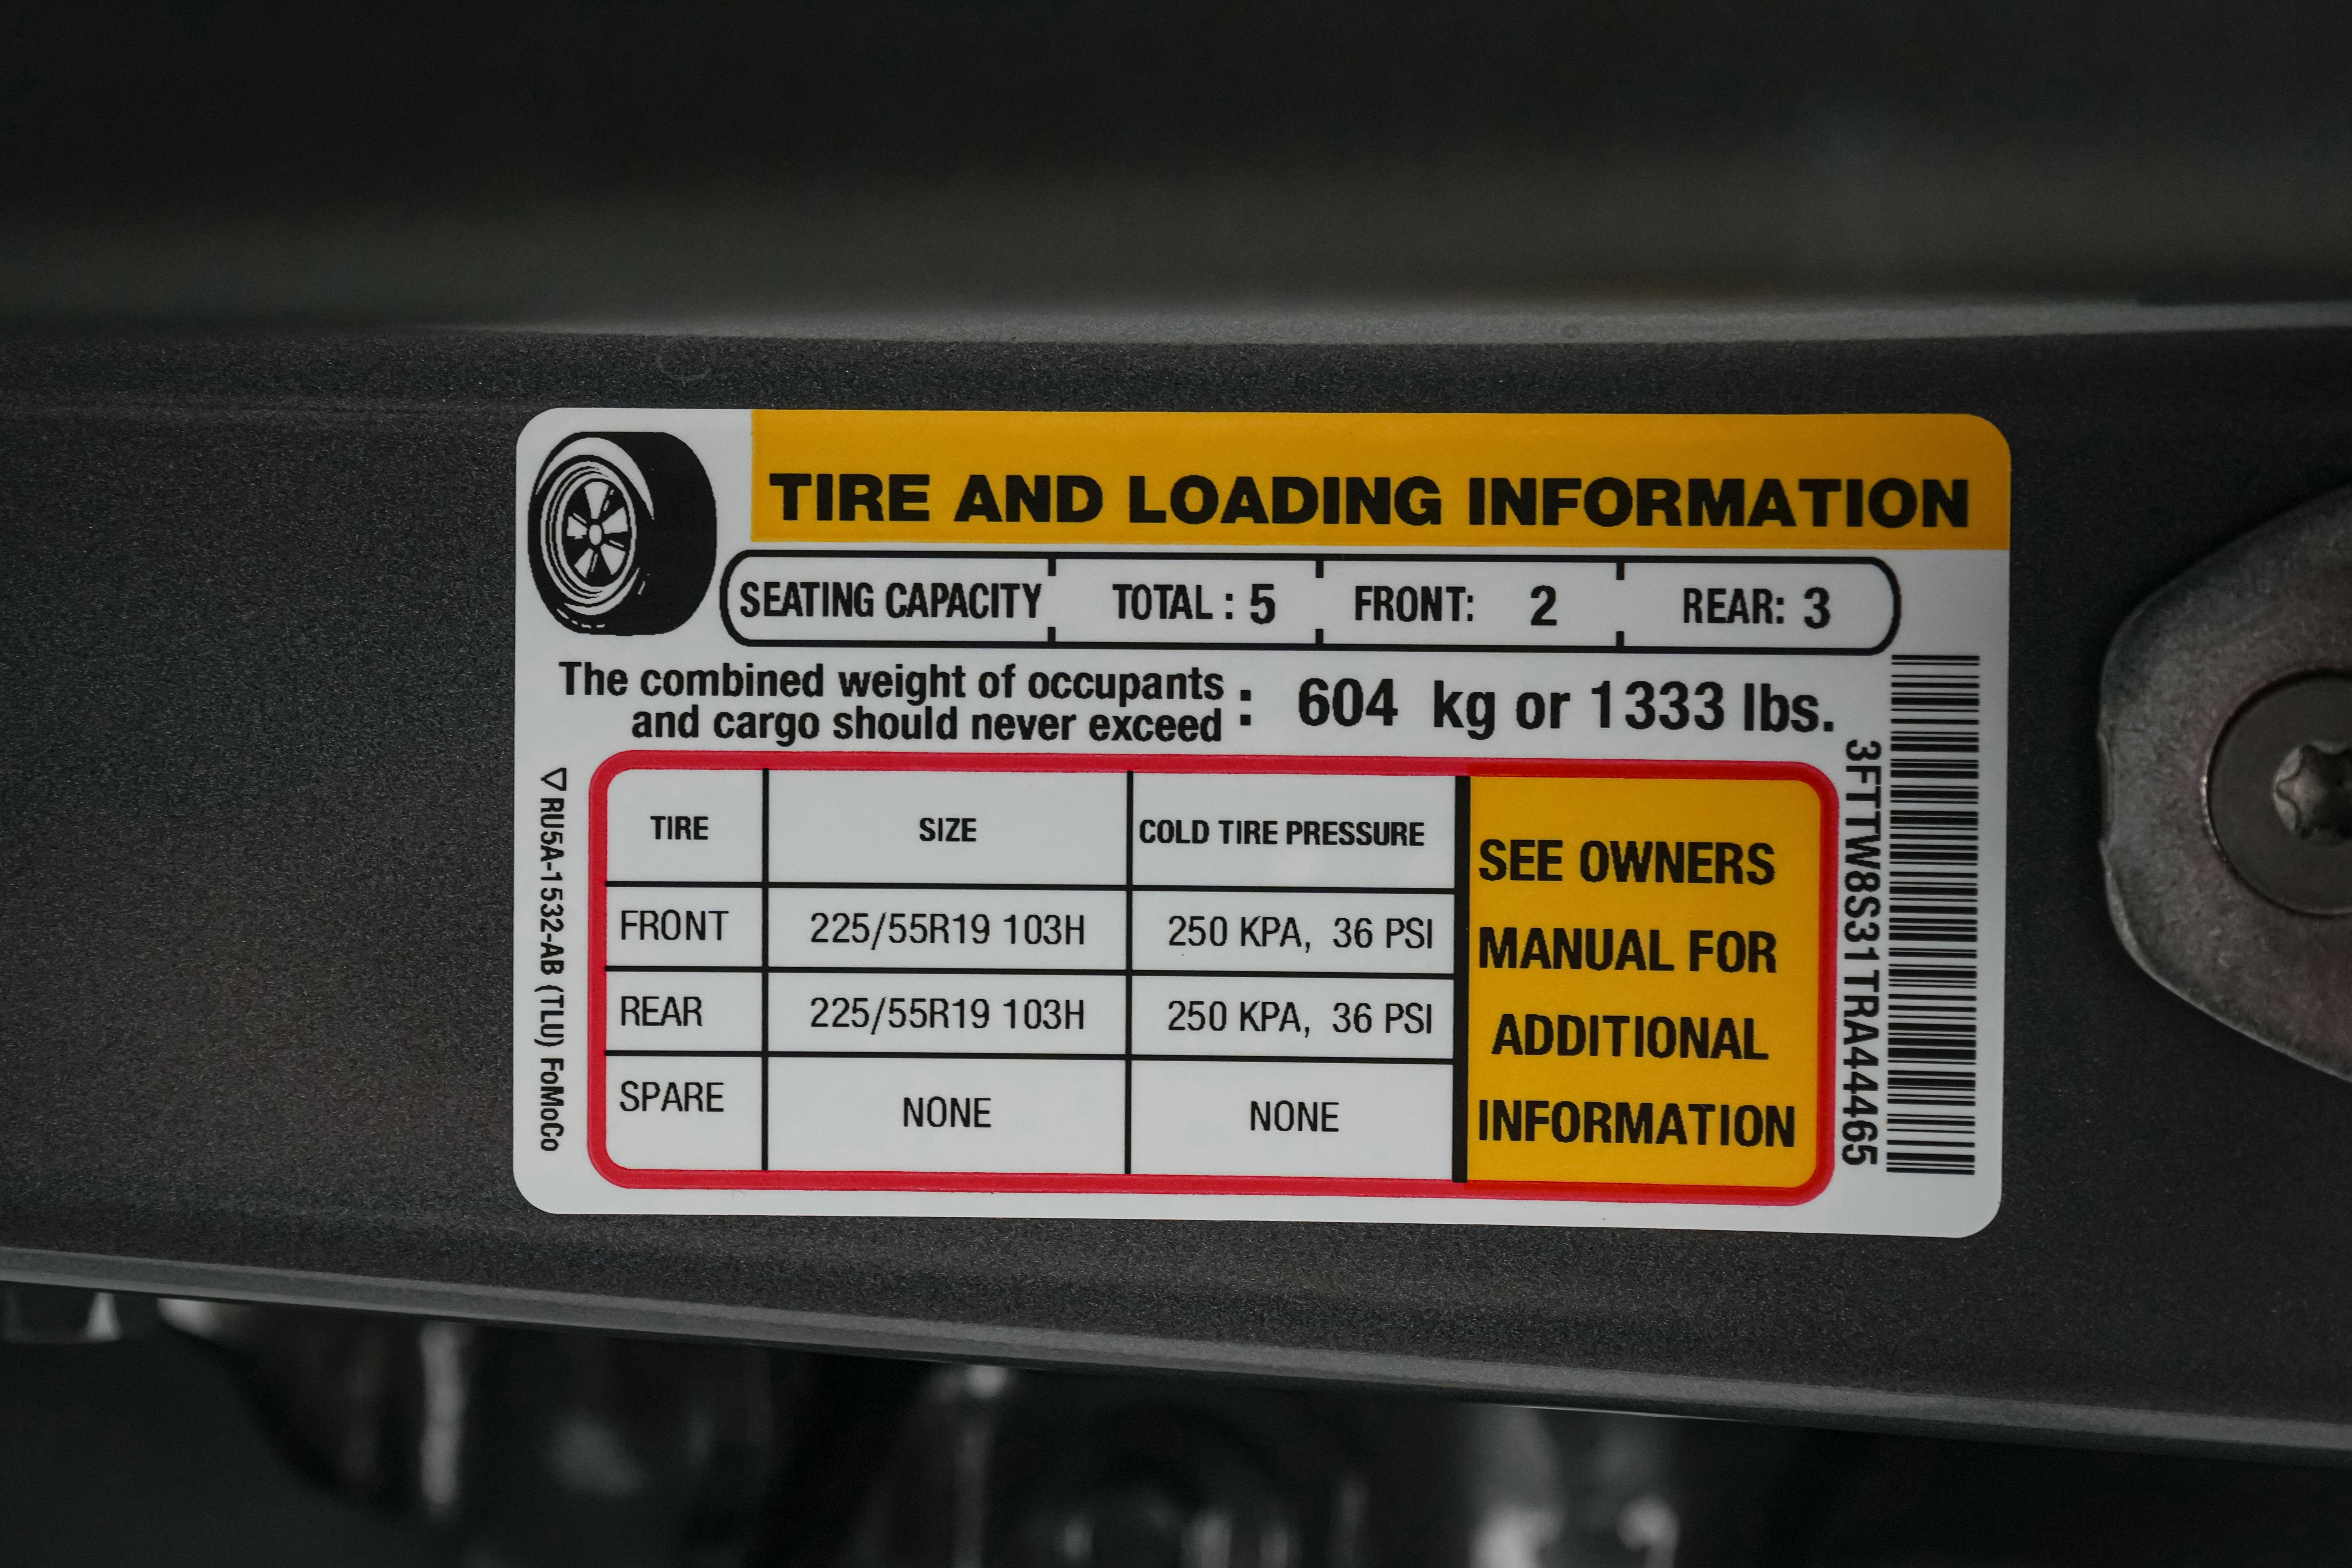 TIRE AND LOADING INFORMATION
SEATING CAPACITY TOTAL : 5 FRONT: 2 REAR: 3
The combined weight of occupants
and cargo should never exceed : 604 kg or 1333 lbs.
TIRE SIZE COLD TIRE PRESSURE
FRONT 225/55R19 103H 250 KPA, 36 PSI
REAR 225/55R19 103H 250 KPA, 36 PSI
SPARE NONE NONE
SEE OWNERS
MANUAL FOR
ADDITIONAL
INFORMATION
RU5A-1532-AB (TLU) FoMoCo
3FTTW8S31TRA44465